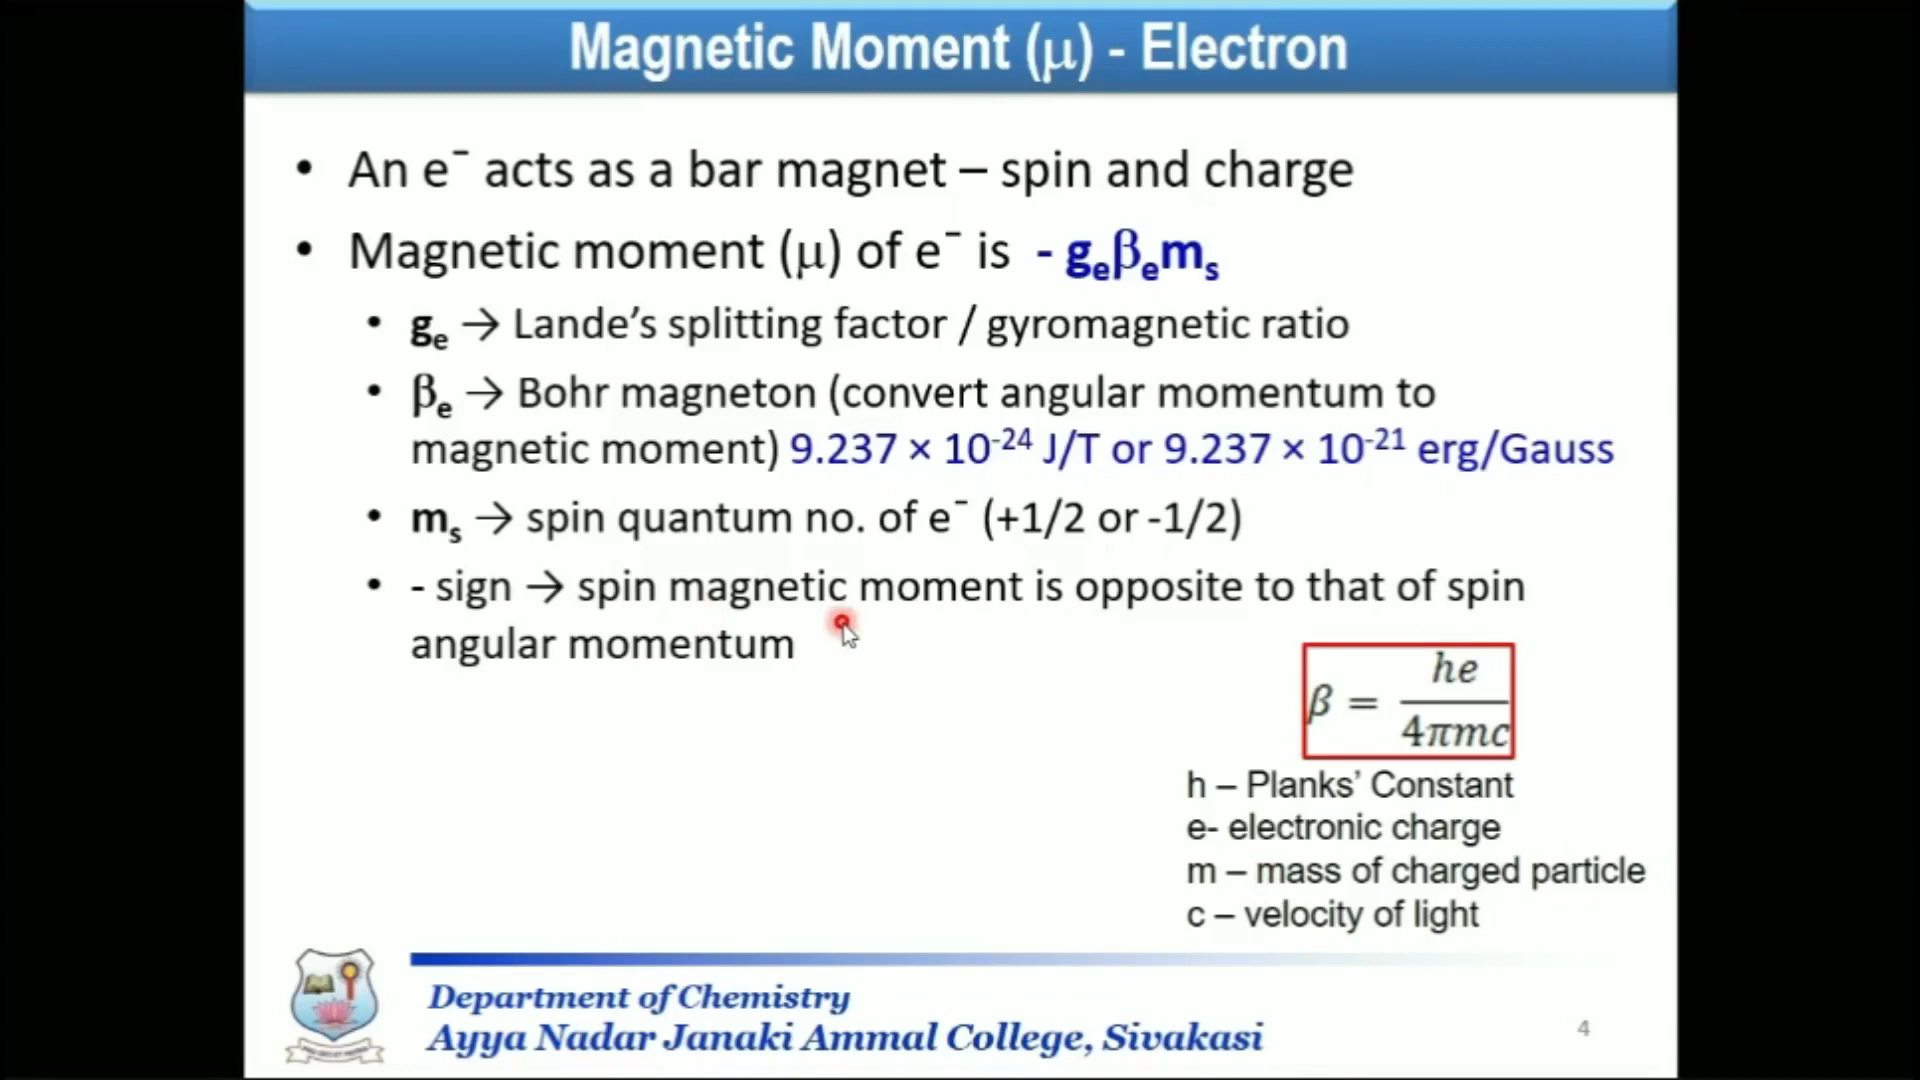 Magnetic Moment (μ) - Electron
• An e⁻ acts as a bar magnet – spin and charge
• Magnetic moment (μ) of e⁻ is - gₑβₑmₛ
• gₑ → Lande's splitting factor / gyromagnetic ratio
• βₑ → Bohr magneton (convert angular momentum to
magnetic moment) 9.237 × 10⁻²⁴ J/T or 9.237 × 10⁻²¹ erg/Gauss
• mₛ → spin quantum no. of e⁻ (+1/2 or -1/2)
• - sign → spin magnetic moment is opposite to that of spin
angular momentum
β = he / 4πmc
h – Planks' Constant
e- electronic charge
m – mass of charged particle
c – velocity of light
Department of Chemistry
Ayya Nadar Janaki Ammal College, Sivakasi
4